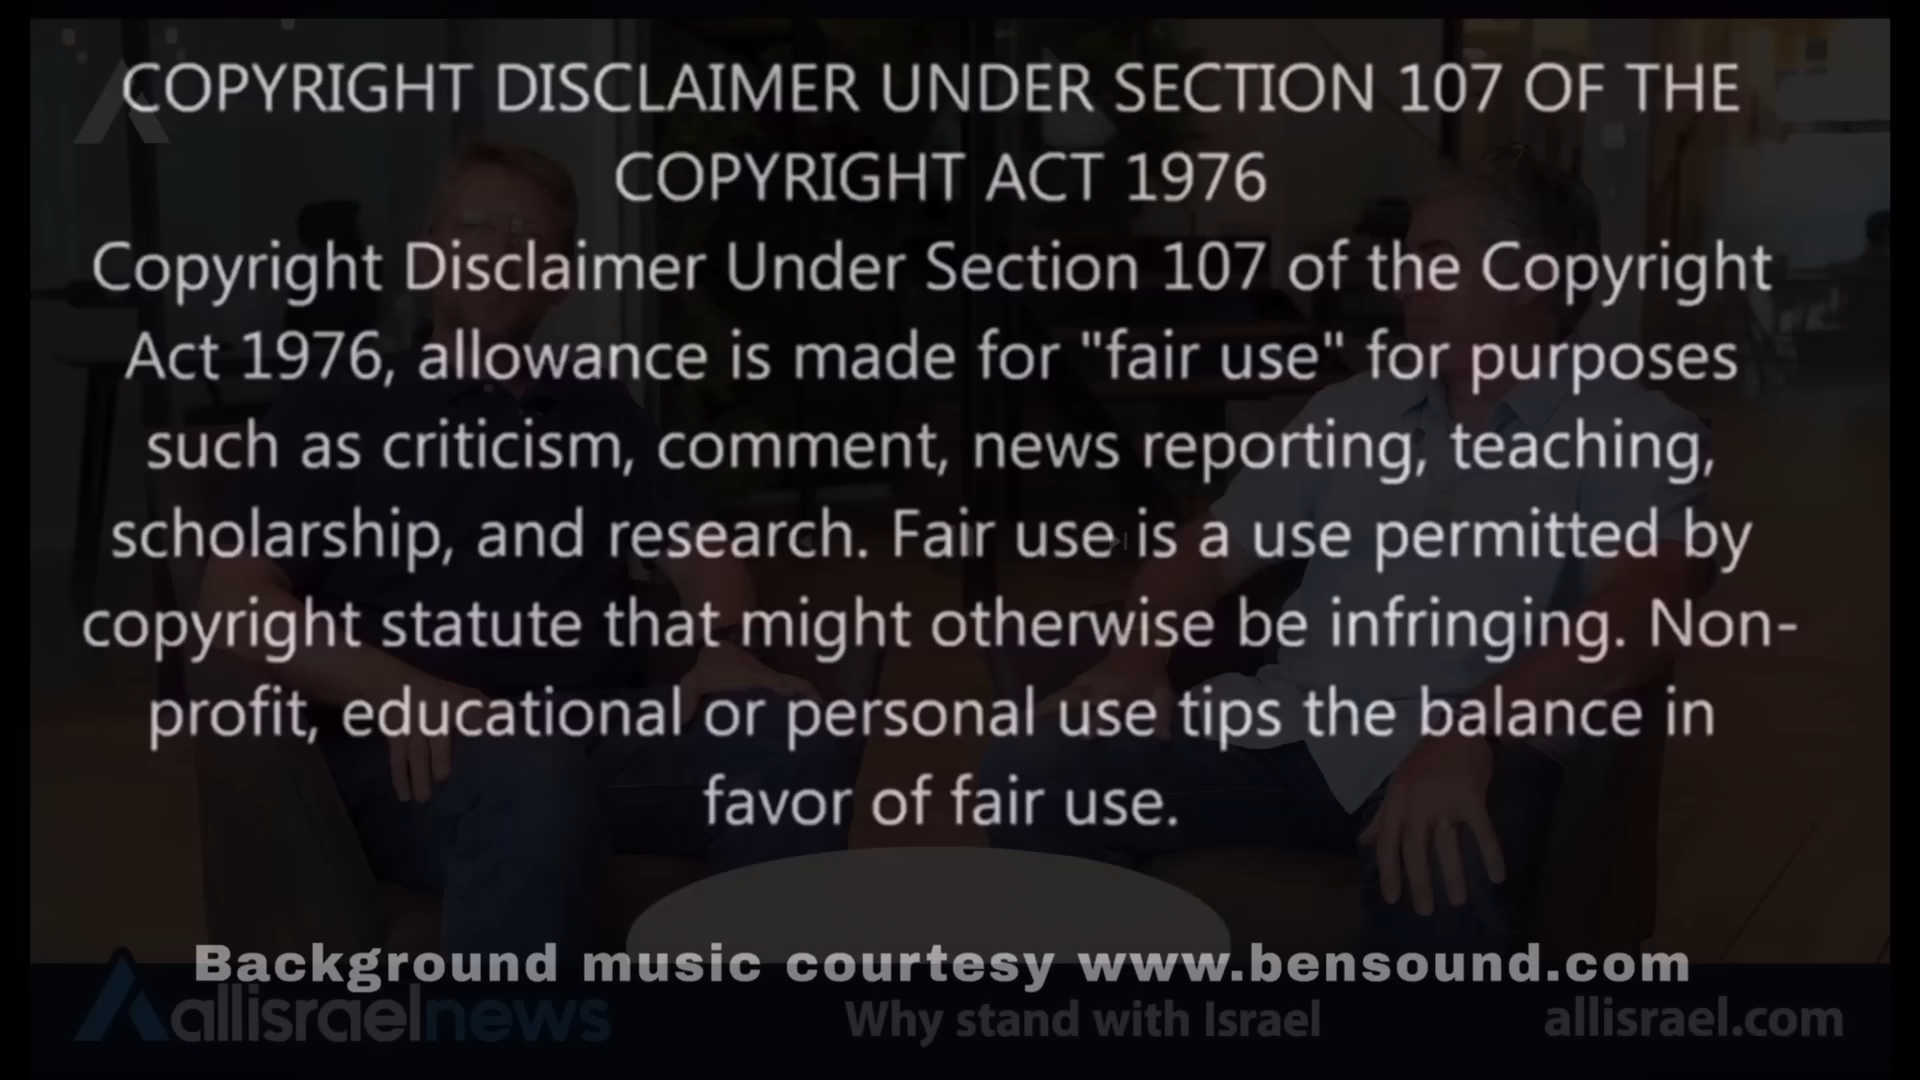 COPYRIGHT DISCLAIMER UNDER SECTION 107 OF THE
COPYRIGHT ACT 1976
Copyright Disclaimer Under Section 107 of the Copyright
Act 1976, allowance is made for "fair use" for purposes
such as criticism, comment, news reporting, teaching,
scholarship, and research. Fair use is a use permitted by
copyright statute that might otherwise be infringing. Non-
profit, educational or personal use tips the balance in
favor of fair use.
Background music courtesy www.bensound.com
allisraelnews
Why stand with Israel
allisrael.com